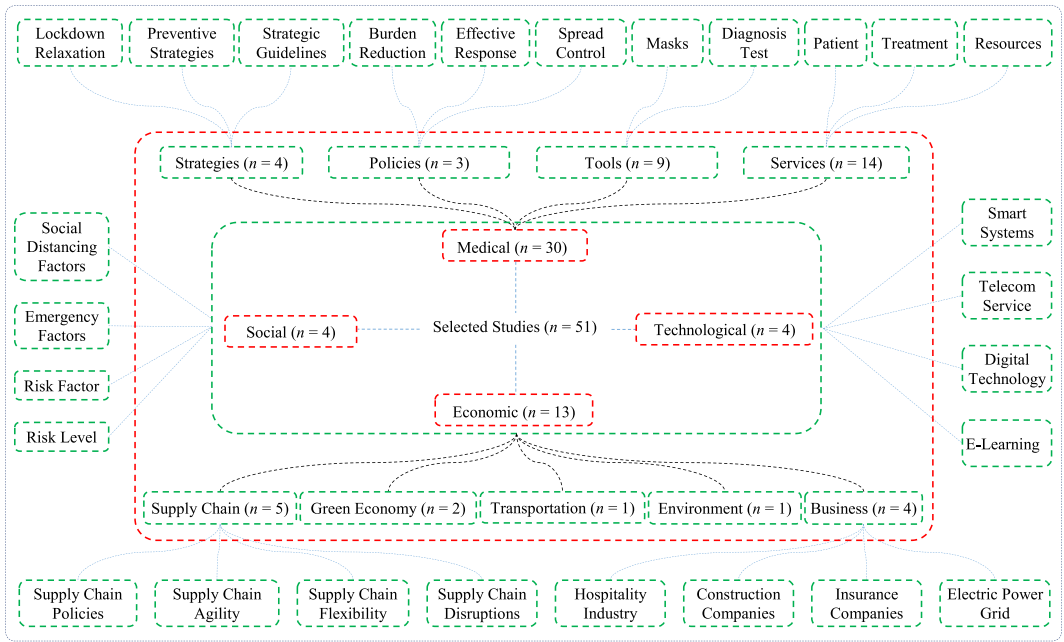 Lockdown
Relaxation
Preventive
Strategies
Strategic
Guidelines
Burden
Reduction
Effective
Response
Spread
Control
Masks
Diagnosis
Test
Patient
Treatment
Resources
Strategies (n = 4)
Policies (n = 3)
Tools (n = 9)
Services (n = 14)
Social
Distancing
Factors
Emergency
Factors
Risk Factor
Risk Level
Medical (n = 30)
Social (n = 4)
Selected Studies (n = 51)
Technological (n = 4)
Economic (n = 13)
Smart
Systems
Telecom
Service
Digital
Technology
E-Learning
Supply Chain (n = 5)
Green Economy (n = 2)
Transportation (n = 1)
Environment (n = 1)
Business (n = 4)
Supply Chain
Policies
Supply Chain
Agility
Supply Chain
Flexibility
Supply Chain
Disruptions
Hospitality
Industry
Construction
Companies
Insurance
Companies
Electric Power
Grid